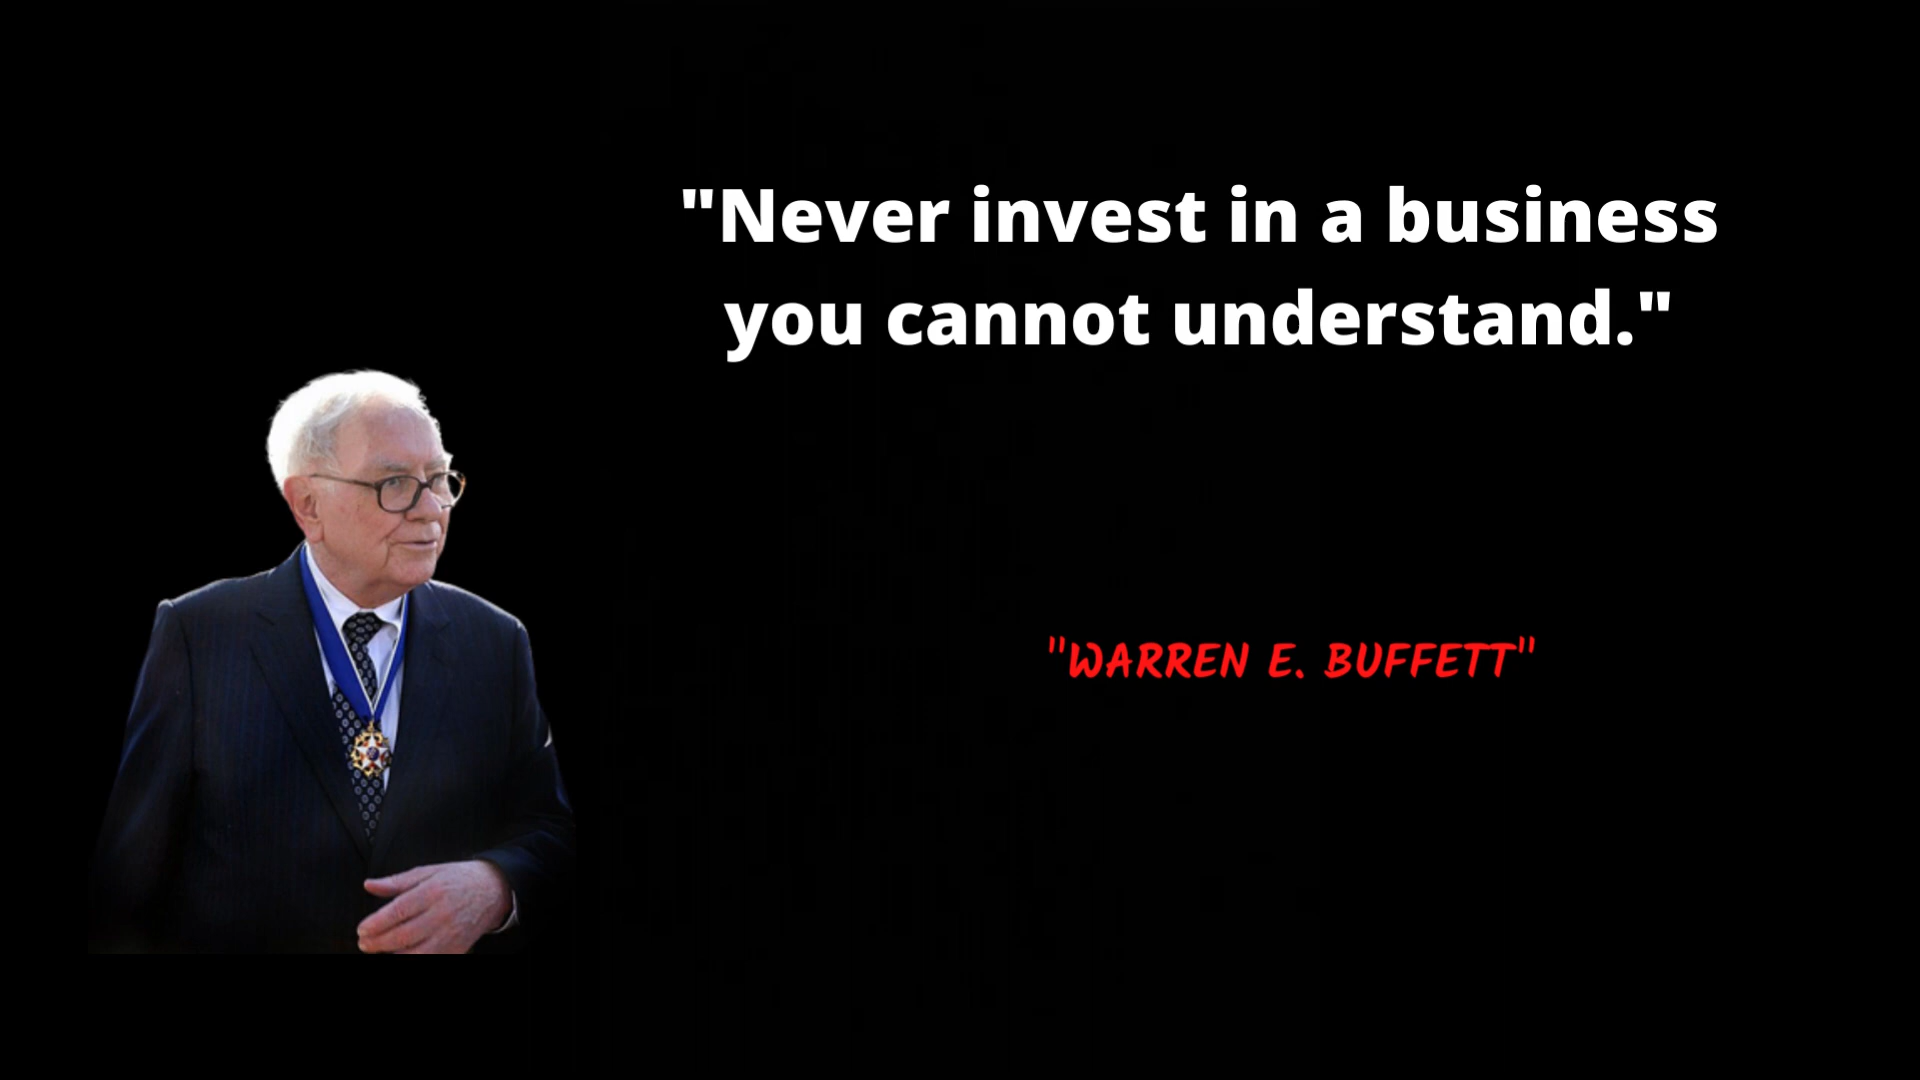 "Never invest in a business
you cannot understand."
"WARREN E. BUFFETT"